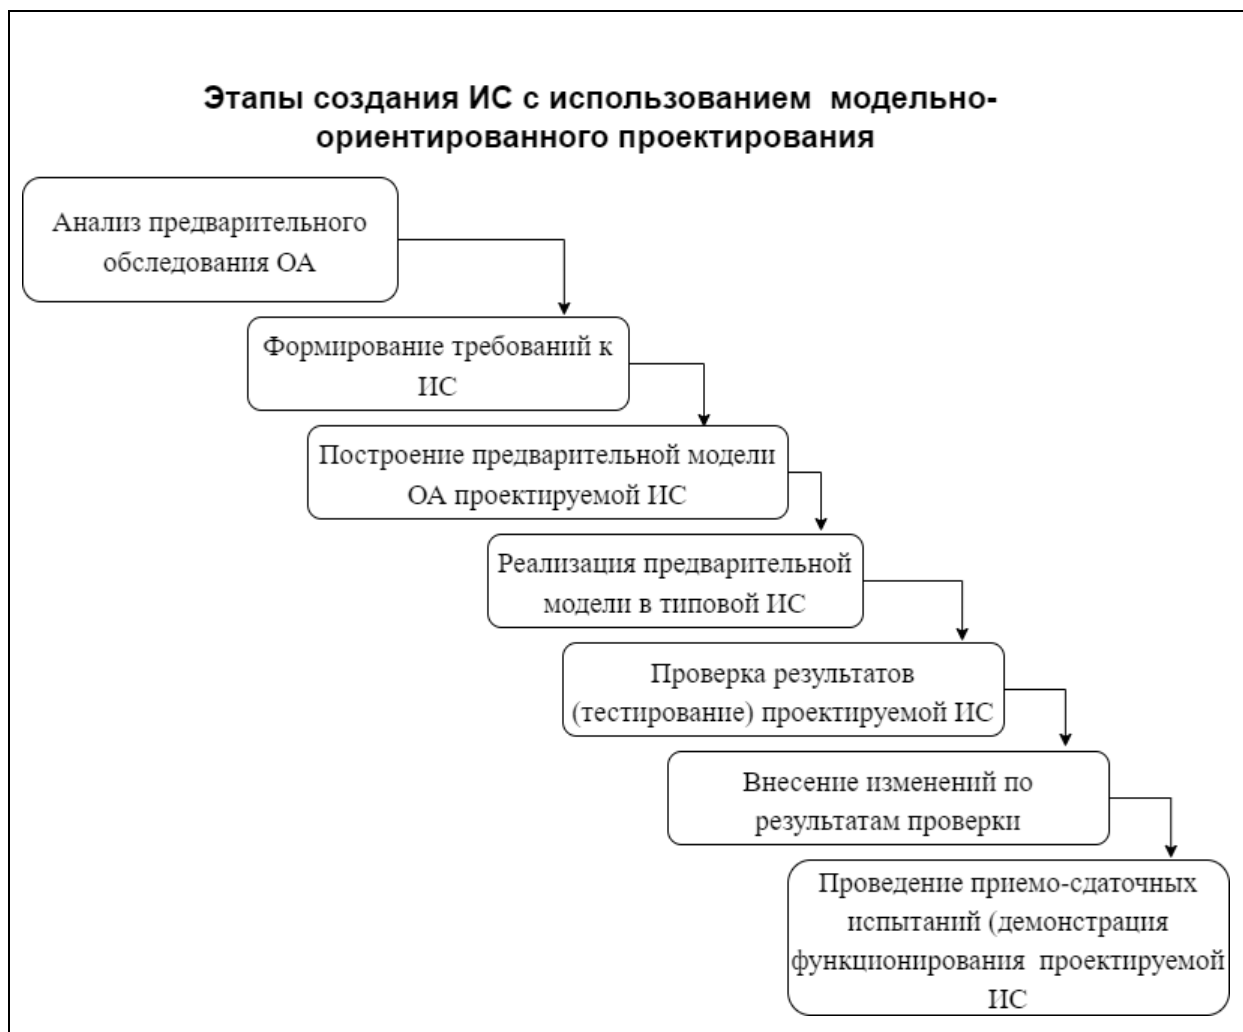 Этапы создания ИС с использованием модельно-
ориентированного проектирования
Анализ предварительного
обследования ОА
Формирование требований к
ИС
Построение предварительной модели
ОА проектируемой ИС
Реализация предварительной
модели в типовой ИС
Проверка результатов
(тестирование) проектируемой ИС
Внесение изменений по
результатам проверки
Проведение приемо-сдаточных
испытаний (демонстрация
функционирования проектируемой
ИС